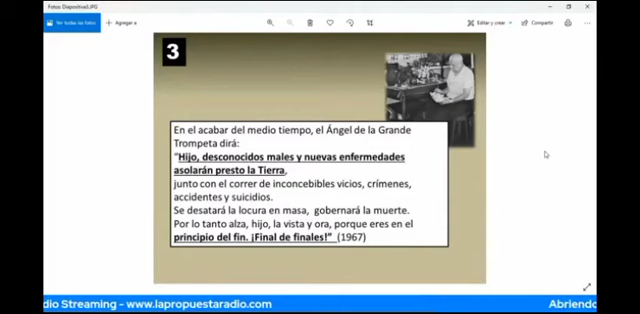 Fotos: Diapositiva3.JPG
Ver todas las fotos
+ Agregar a
Editar y crear
Compartir
3
En el acabar del medio tiempo, el Ángel de la Grande
Trompeta dirá:
"Hijo, desconocidos males y nuevas enfermedades
asolarán presto la Tierra,
junto con el correr de inconcebibles vicios, crímenes,
accidentes y suicidios.
Se desatará la locura en masa, gobernará la muerte.
Por lo tanto alza, hijo, la vista y ora, porque eres en el
principio del fin. ¡Final de finales!" (1967)
dio Streaming - www.lapropuestaradio.com
Abriendo